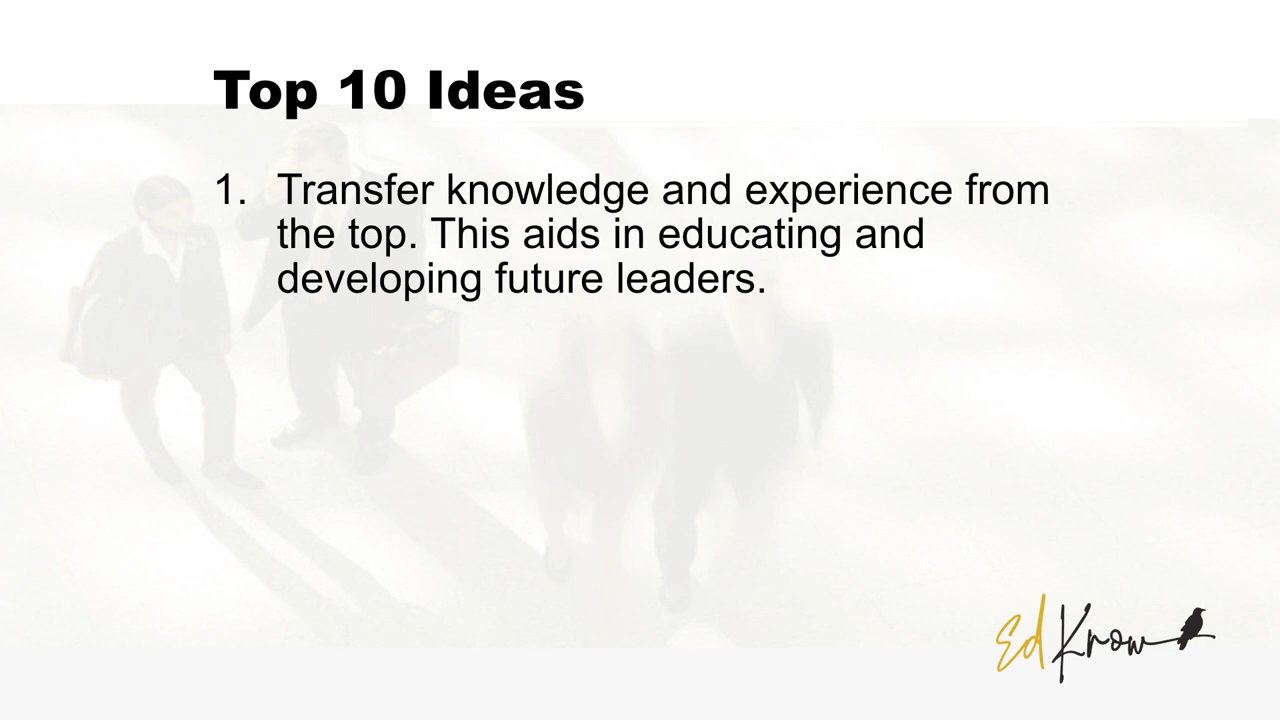 Top 10 Ideas
1. Transfer knowledge and experience from
the top. This aids in educating and
developing future leaders.
Ed Know